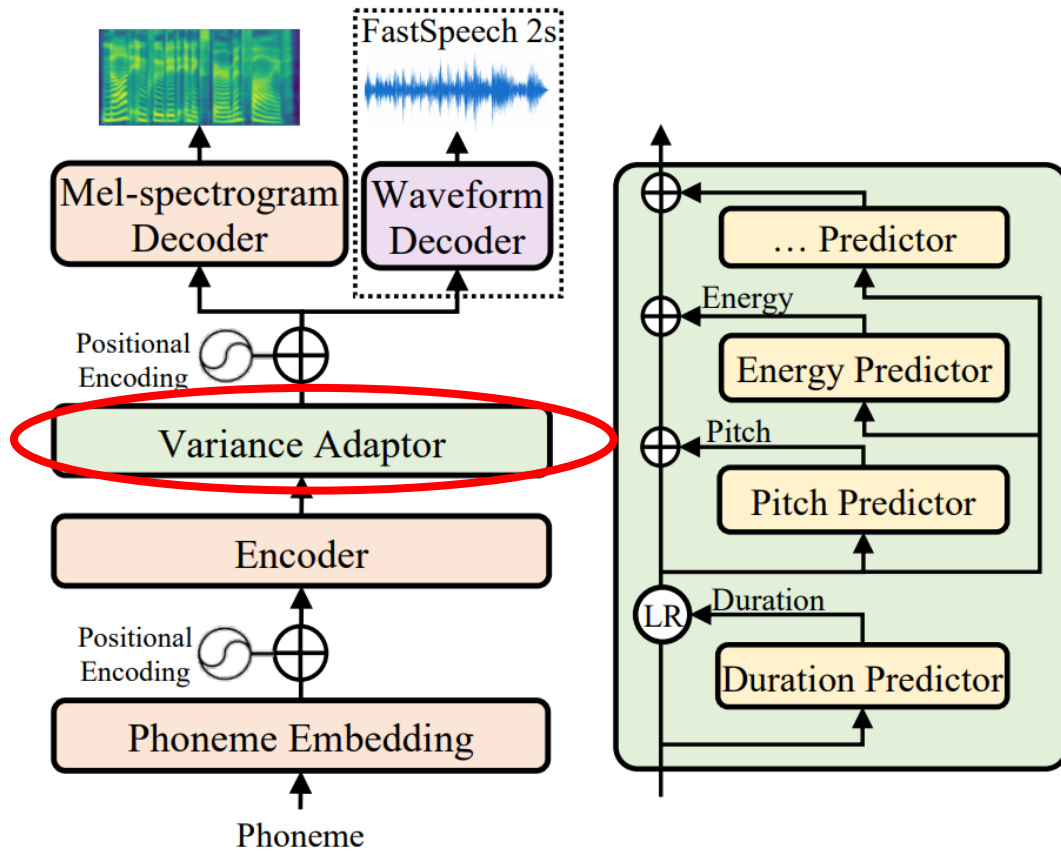 FastSpeech 2s
Mel-spectrogram
Decoder
Waveform
Decoder
Positional
Encoding
Variance Adaptor
Encoder
Positional
Encoding
Phoneme Embedding
Phoneme
… Predictor
Energy
Energy Predictor
Pitch
Pitch Predictor
LR
Duration
Duration Predictor